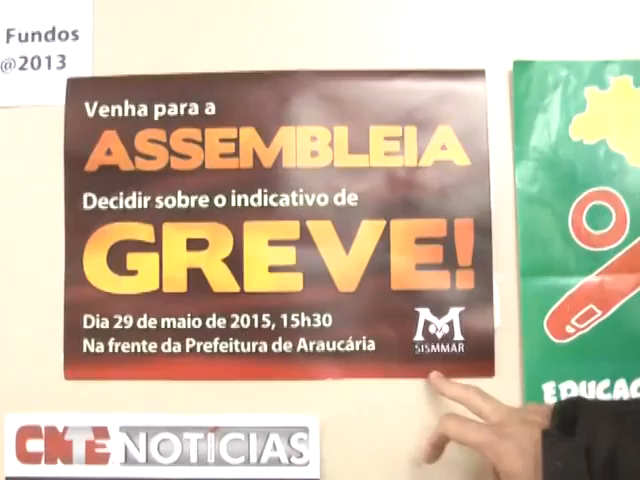 Fundos
@2013
Venha para a
ASSEMBLEIA
Decidir sobre o indicativo de
GREVE!
Dia 29 de maio de 2015, 15h30
Na frente da Prefeitura de Araucária
SISMMAR
EDUCAÇ
CNTE NOTÍCIAS